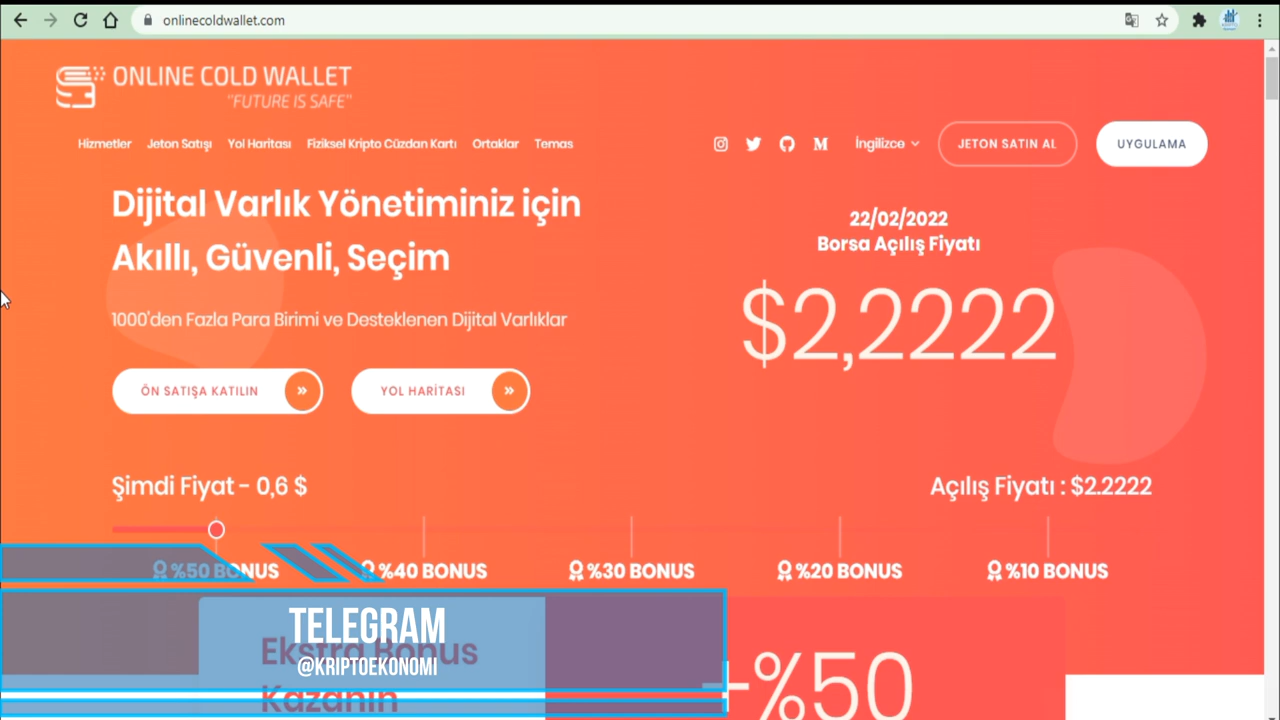 onlinecoldwallet.com
ONLINE COLD WALLET
"FUTURE IS SAFE"
Hizmetler Jeton Satışı Yol Haritası Fiziksel Kripto Cüzdan Kartı Ortaklar Temas
İngilizce
JETON SATIN AL
UYGULAMA
Dijital Varlık Yönetiminiz için
Akıllı, Güvenli, Seçim
1000'den Fazla Para Birimi ve Desteklenen Dijital Varlıklar
ÖN SATIŞA KATILIN
YOL HARİTASI
22/02/2022
Borsa Açılış Fiyatı
$2,2222
Şimdi Fiyat - 0,6 $
Açılış Fiyatı : $2.2222
%50 BONUS
%40 BONUS
%30 BONUS
%20 BONUS
%10 BONUS
TELEGRAM
@KRIPTOEKONOMI
Ekstra Bonus
Kazanın
+%50